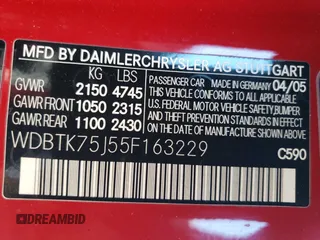 MFD BY DAIMLERCHRYSLER AG STUTTGART
KG LBS
PASSENGER CAR MADE IN GERMANY 04/05
GVWR 2150 4745
THIS VEHICLE CONFORMS TO ALL APPLICABLE
U.S. FEDERAL MOTOR VEHICLE
GAWR FRONT 1050 2315
SAFETY, BUMPER, AND THEFT PREVENTION
STANDARDS IN EFFECT ON THE DATE OF
MANUFACTURE SHOWN ABOVE.
GAWR REAR 1100 2430
WDBTK75J55F163229
C590
DREAMBID